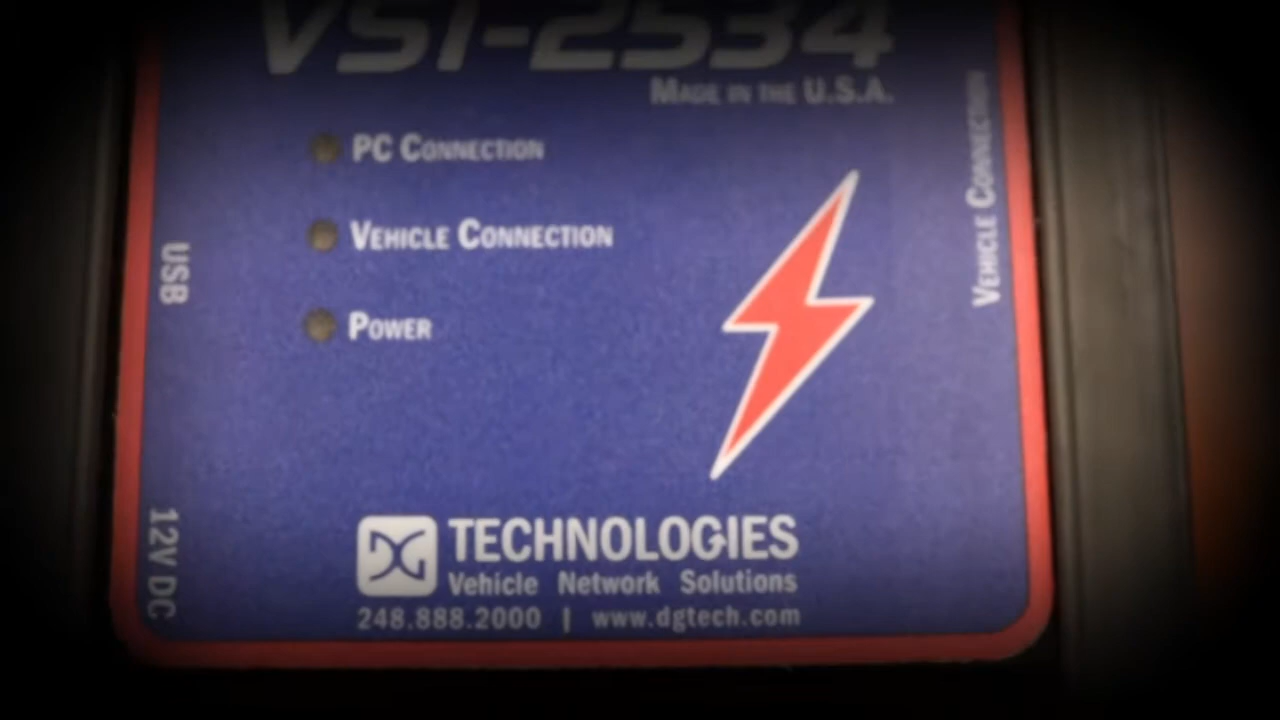 VSI-2534
MADE IN THE U.S.A.
PC CONNECTION
VEHICLE CONNECTION
POWER
USB
12V DC
VEHICLE CONNECTION
DG TECHNOLOGIES
Vehicle Network Solutions
248.888.2000 | www.dgtech.com